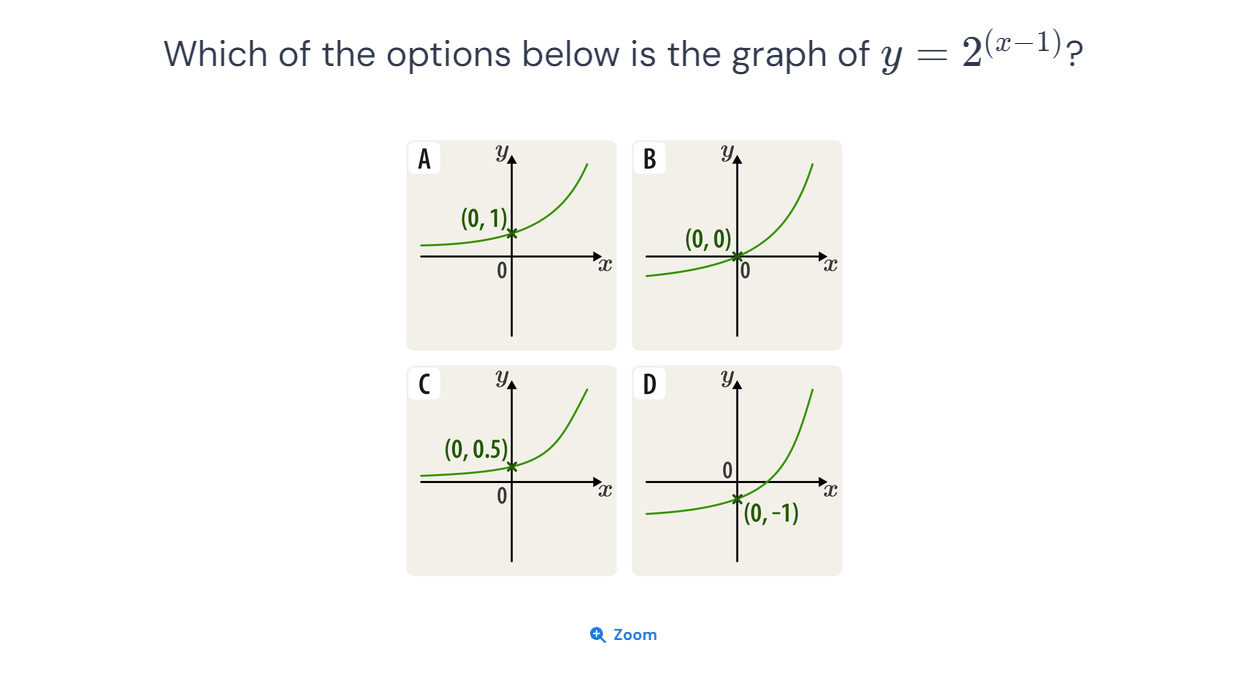 Which of the options below is the graph of y = 2^(x−1)?
A
y
(0, 1)
0
x
B
y
(0, 0)
0
x
C
y
(0, 0.5)
0
x
D
y
0
x
(0, −1)
Zoom